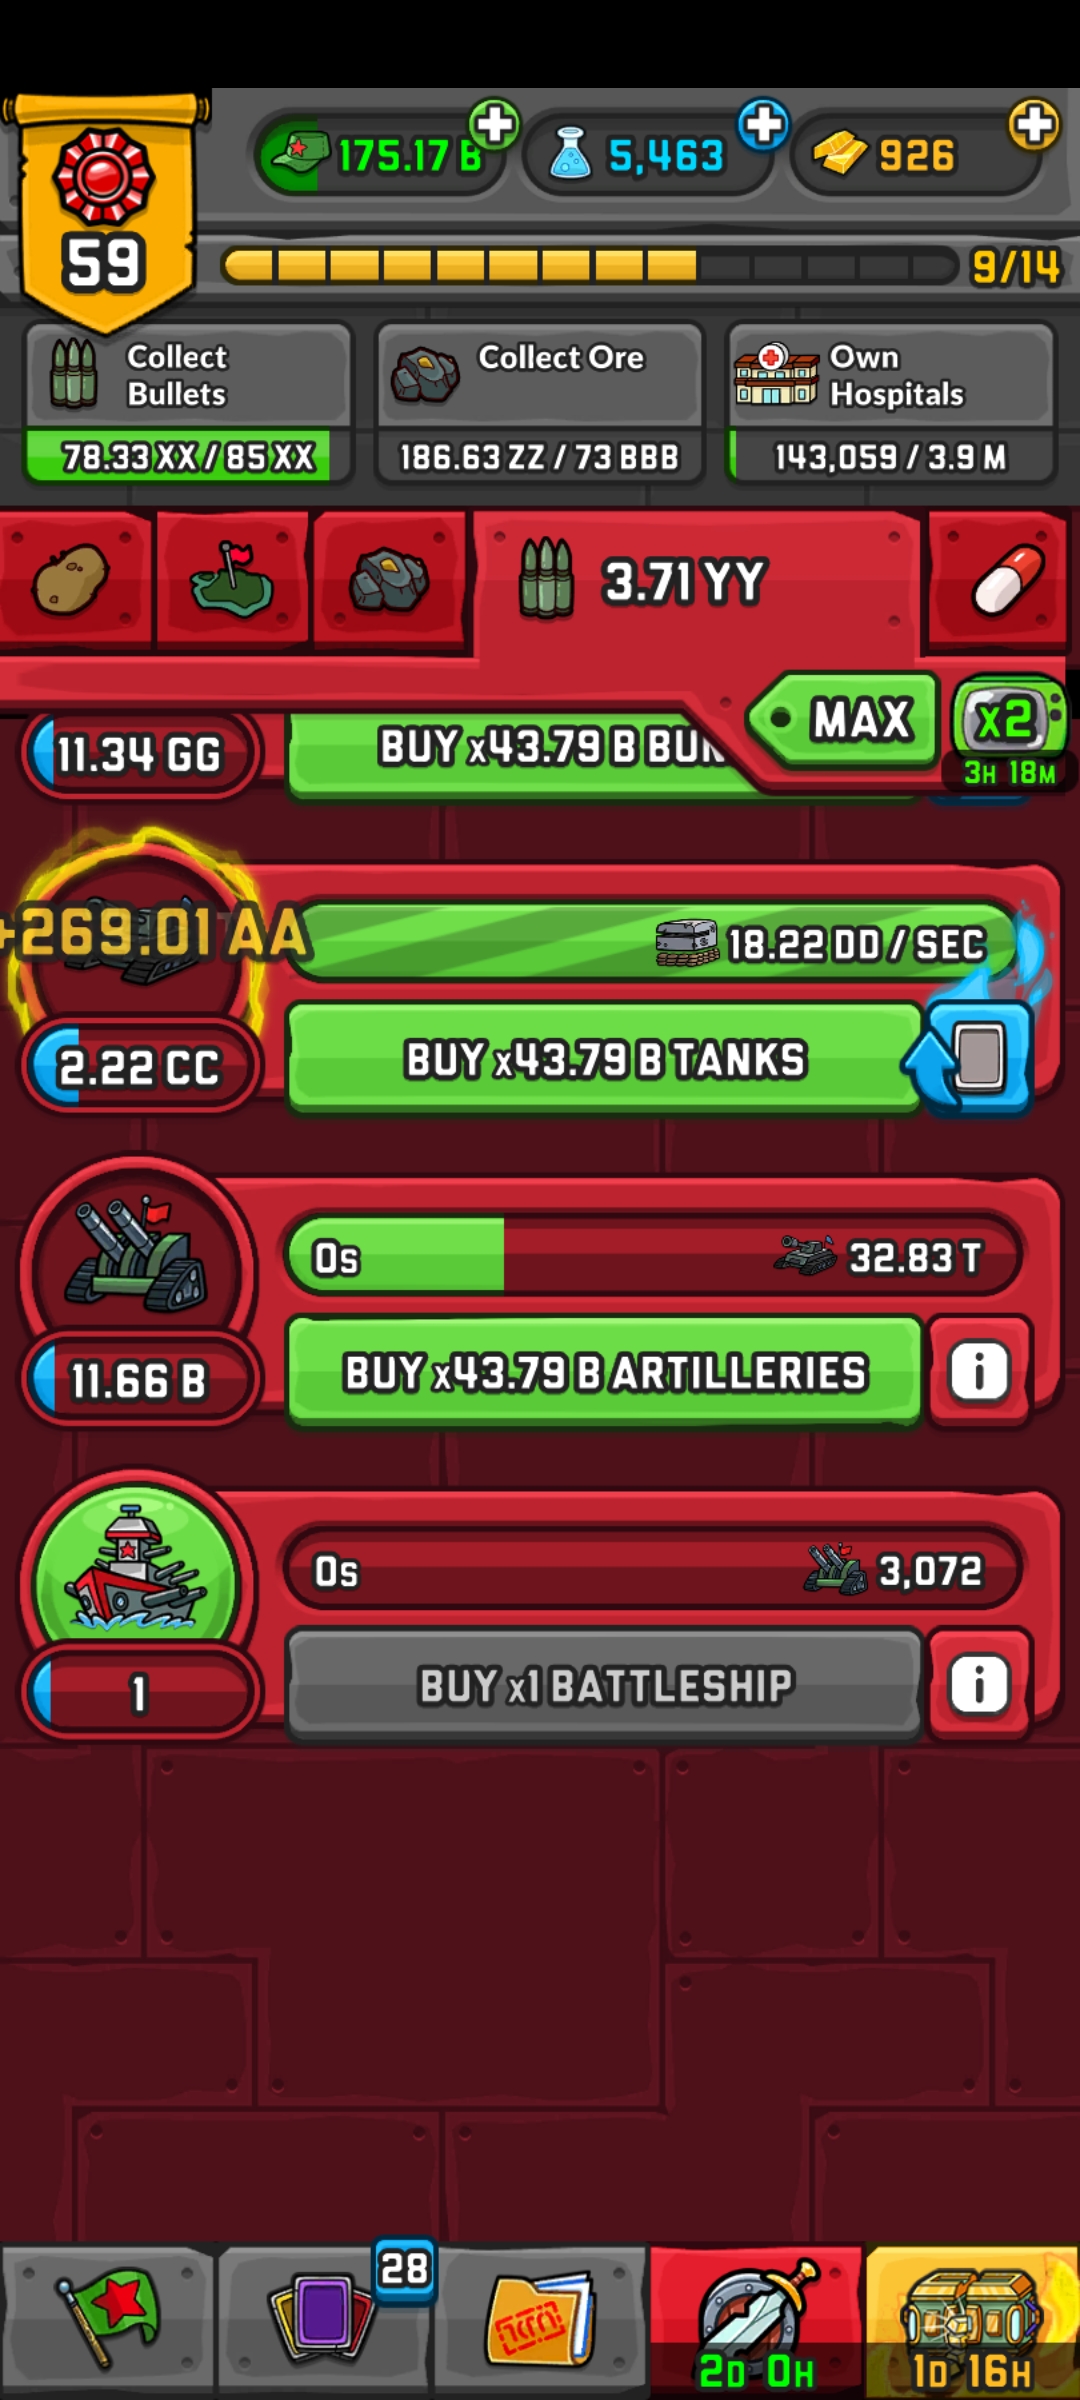 175.17 B
5,463
926
59
9/14
Collect
Bullets
Collect Ore
Own
Hospitals
78.33 XX / 85 XX
186.63 ZZ / 73 BBB
143,059 / 3.9 M
3.71 YY
MAX
x2
3H 18M
11.34 GG
BUY x43.79 B
+269.01 AA
18.22 DD / SEC
2.22 CC
BUY x43.79 B TANKS
0s
32.83 T
11.66 B
BUY x43.79 B ARTILLERIES
i
0s
3,072
1
BUY x1 BATTLESHIP
i
28
2D 0H
1D 16H